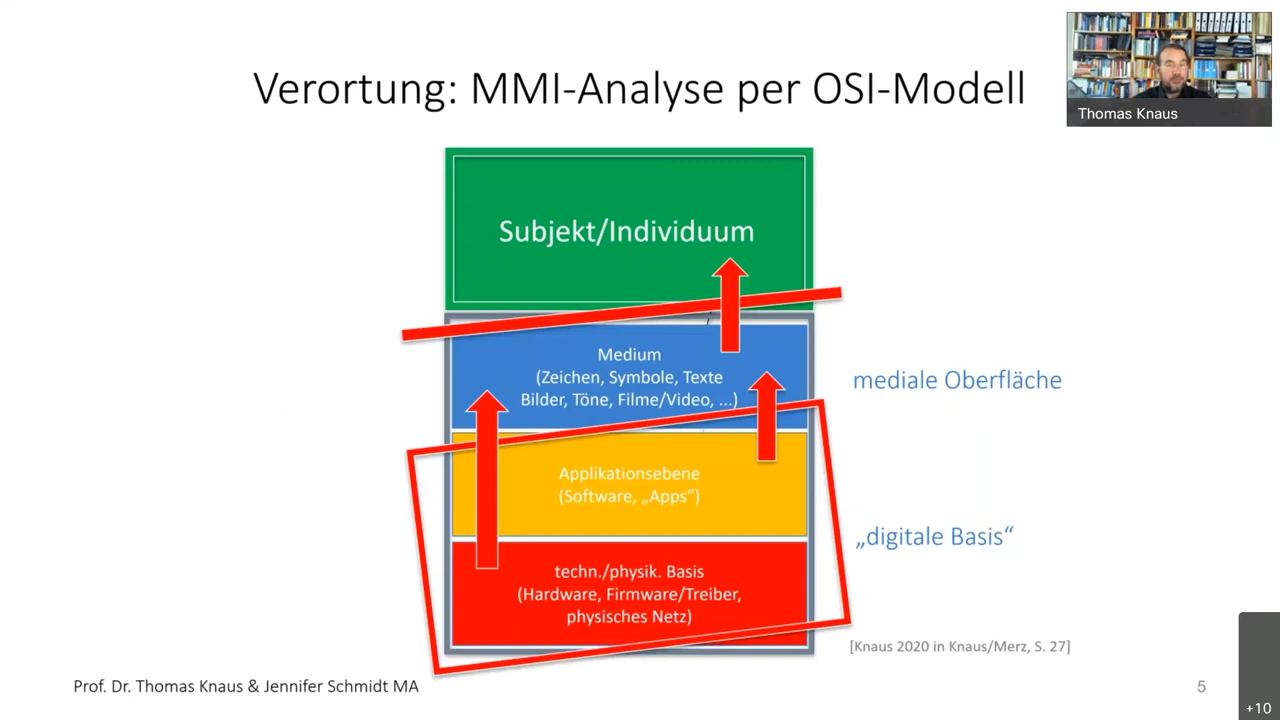 Verortung: MMI-Analyse per OSI-Modell
Thomas Knaus
Subjekt/Individuum
Medium
(Zeichen, Symbole, Texte
Bilder, Töne, Filme/Video, ...)
mediale Oberfläche
Applikationsebene
(Software, „Apps“)
„digitale Basis“
techn./physik. Basis
(Hardware, Firmware/Treiber,
physisches Netz)
[Knaus 2020 in Knaus/Merz, S. 27]
Prof. Dr. Thomas Knaus & Jennifer Schmidt MA
5
+10